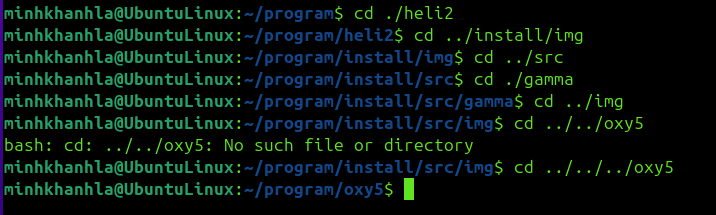 minhkhanhla@UbuntuLinux:~/program$ cd ./heli2
minhkhanhla@UbuntuLinux:~/program/heli2$ cd ../install/img
minhkhanhla@UbuntuLinux:~/program/install/img$ cd ../src
minhkhanhla@UbuntuLinux:~/program/install/src$ cd ./gamma
minhkhanhla@UbuntuLinux:~/program/install/src/gamma$ cd ../img
minhkhanhla@UbuntuLinux:~/program/install/src/img$ cd ../../oxy5
bash: cd: ../../oxy5: No such file or directory
minhkhanhla@UbuntuLinux:~/program/install/src/img$ cd ../../../oxy5
minhkhanhla@UbuntuLinux:~/program/oxy5$